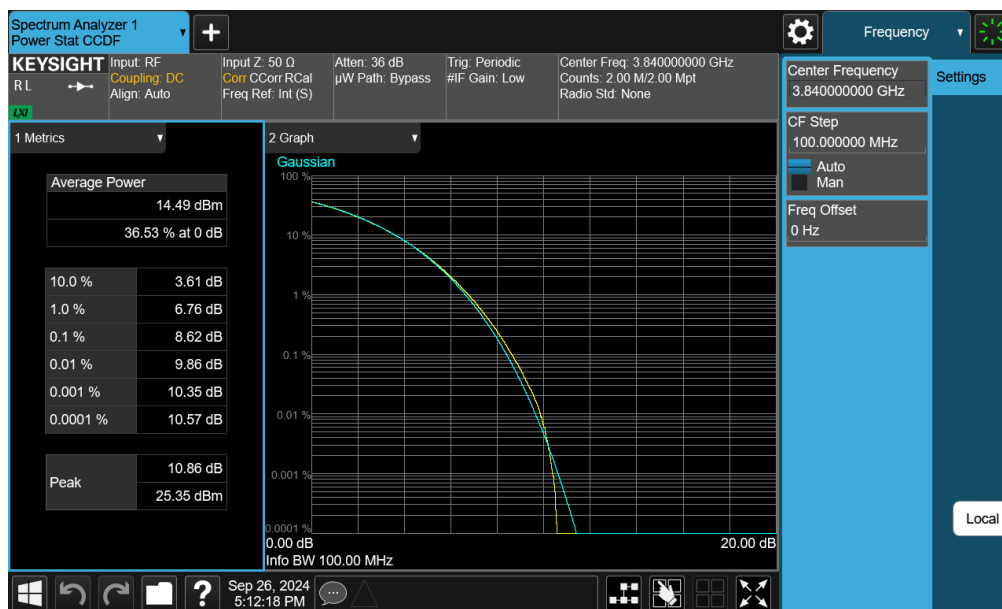 Spectrum Analyzer 1
Power Stat CCDF
+
Frequency
KEYSIGHT
RL
LXI
Input: RF
Coupling: DC
Align: Auto
Input Z: 50 Ω
Corr CCorr RCal
Freq Ref: Int (S)
Atten: 36 dB
µW Path: Bypass
Trig: Periodic
#IF Gain: Low
Center Freq: 3.840000000 GHz
Counts: 2.00 M/2.00 Mpt
Radio Std: None
Center Frequency
3.840000000 GHz
Settings
CF Step
100.000000 MHz
Auto
Man
Freq Offset
0 Hz
Local
1 Metrics
Average Power
14.49 dBm
36.53 % at 0 dB
10.0 % 3.61 dB
1.0 % 6.76 dB
0.1 % 8.62 dB
0.01 % 9.86 dB
0.001 % 10.35 dB
0.0001 % 10.57 dB
Peak
10.86 dB
25.35 dBm
2 Graph
Gaussian
100 %
10 %
1 %
0.1 %
0.01 %
0.001 %
0.0001 %
0.00 dB
20.00 dB
Info BW 100.00 MHz
?
Sep 26, 2024
5:12:18 PM